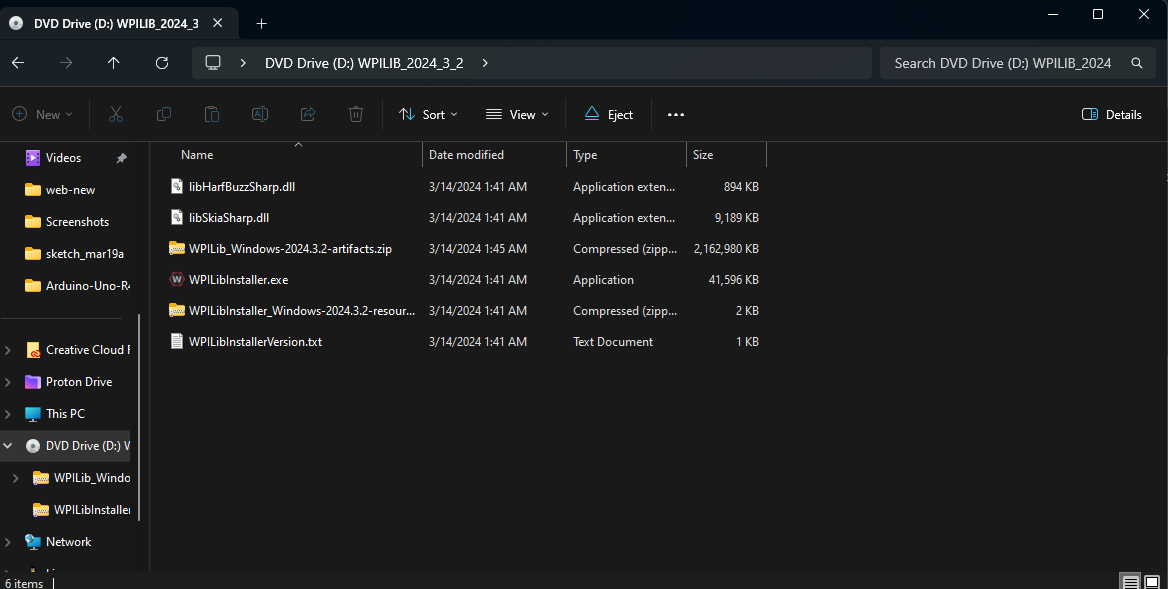 DVD Drive (D:) WPILIB_2024_3
DVD Drive (D:) WPILIB_2024_3_2
Search DVD Drive (D:) WPILIB_2024
New
Sort
View
Eject
Details
Videos
web-new
Screenshots
sketch_mar19a
Arduino-Uno-R4
Creative Cloud F
Proton Drive
This PC
DVD Drive (D:) W
WPILib_Windo
WPILibInstaller
Network
Name Date modified Type Size
libHarfBuzzSharp.dll 3/14/2024 1:41 AM Application exten... 894 KB
libSkiaSharp.dll 3/14/2024 1:41 AM Application exten... 9,189 KB
WPILib_Windows-2024.3.2-artifacts.zip 3/14/2024 1:45 AM Compressed (zipp... 2,162,980 KB
W WPILibInstaller.exe 3/14/2024 1:41 AM Application 41,596 KB
WPILibInstaller_Windows-2024.3.2-resour... 3/14/2024 1:41 AM Compressed (zipp... 2 KB
WPILibInstallerVersion.txt 3/14/2024 1:41 AM Text Document 1 KB
6 items